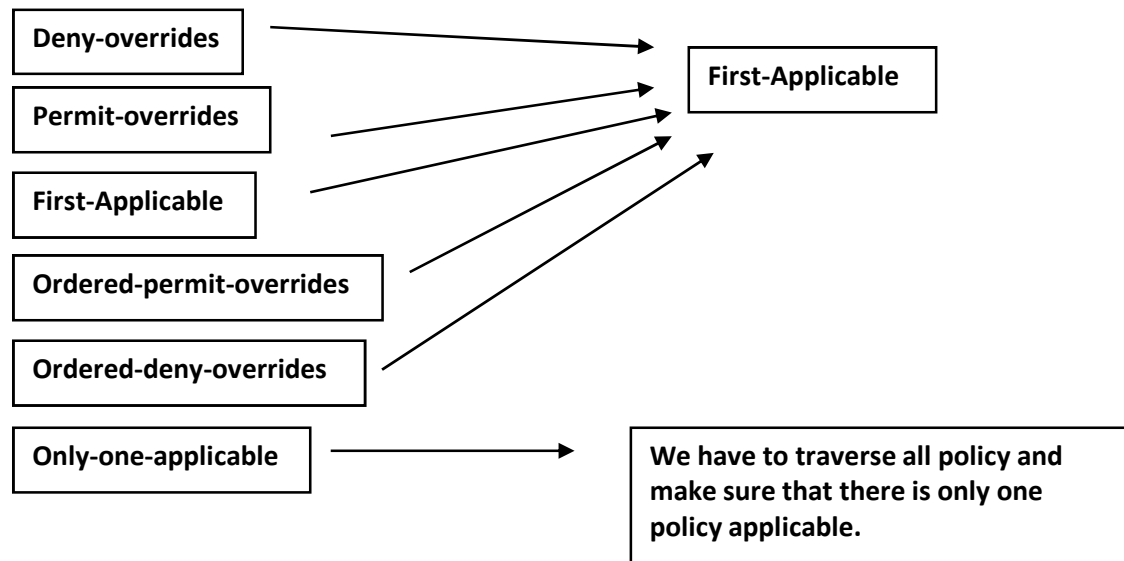 Deny-overrides
First-Applicable
Permit-overrides
First-Applicable
Ordered-permit-overrides
Ordered-deny-overrides
Only-one-applicable
We have to traverse all policy and
make sure that there is only one
policy applicable.